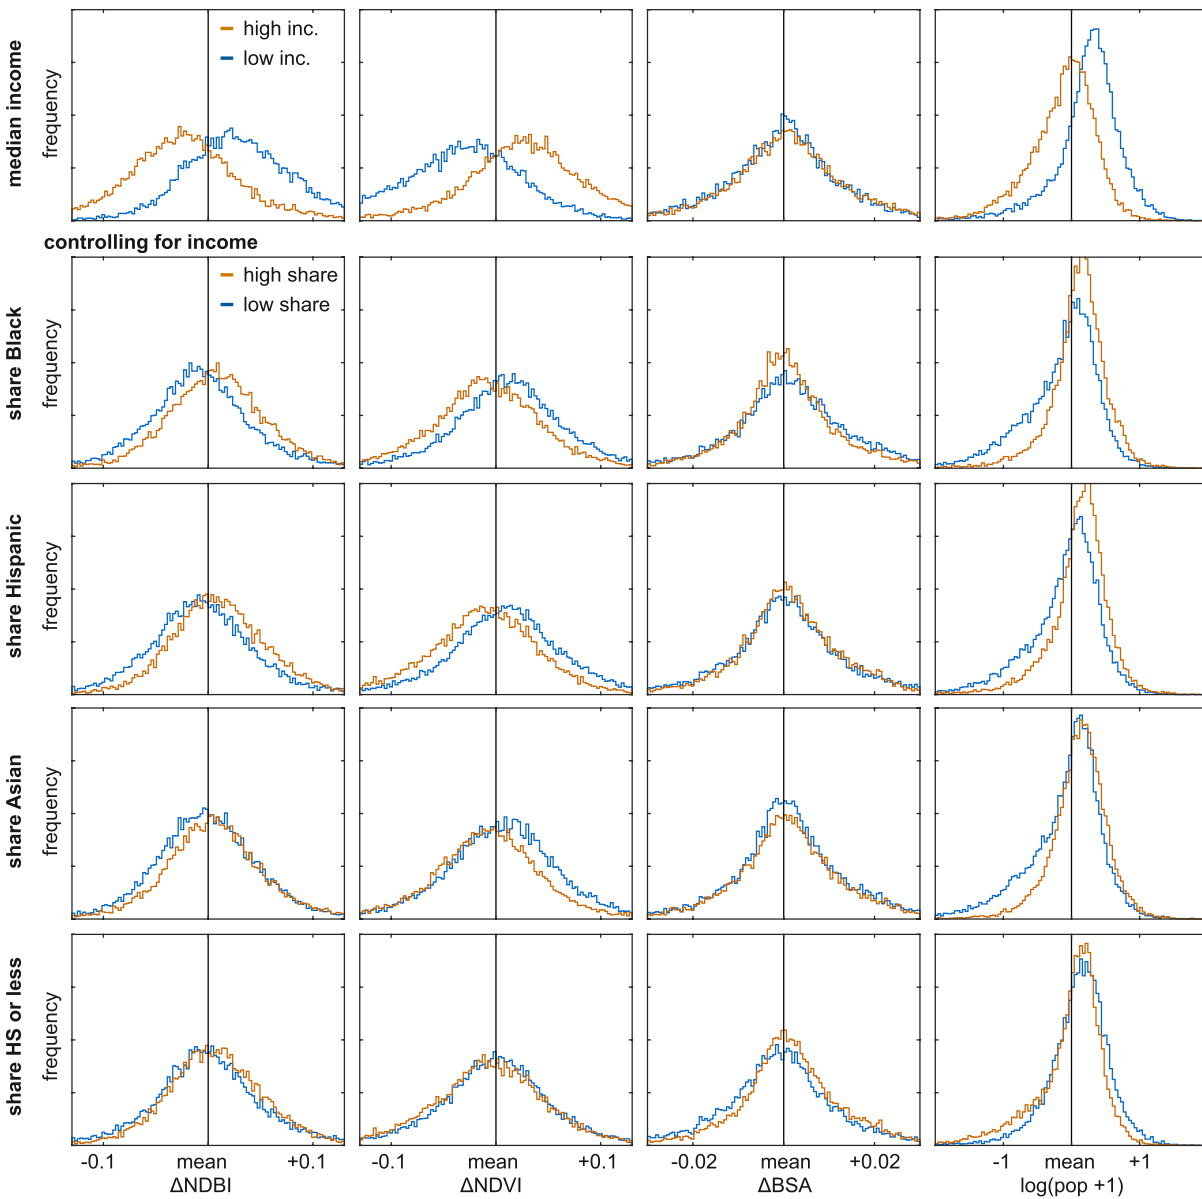 high inc.
low inc.
median income
frequency
controlling for income
high share
low share
share Black
frequency
share Hispanic
frequency
share Asian
frequency
share HS or less
frequency
-0.1 mean +0.1
-0.1 mean +0.1
-0.02 mean +0.02
-1 mean +1
ΔNDBI
ΔNDVI
ΔBSA
log(pop +1)